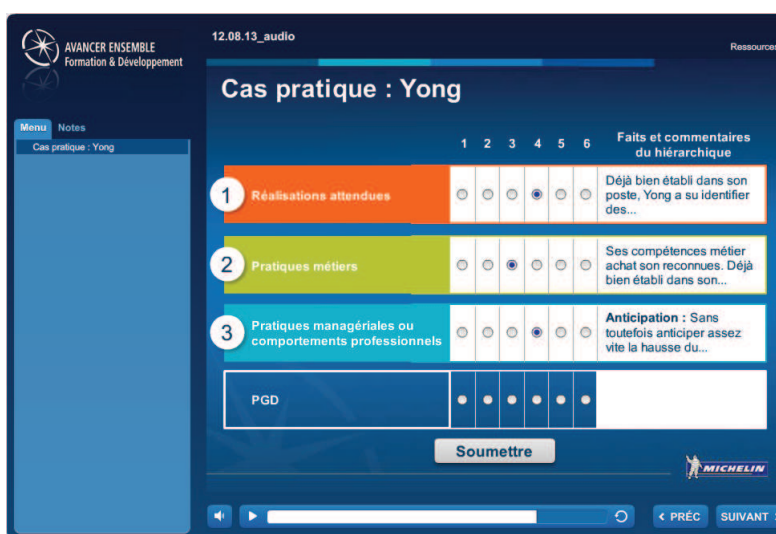 AVANCER ENSEMBLE
Formation & Développement
12.08.13_audio
Ressources
Cas pratique : Yong
Menu Notes
Cas pratique : Yong
1 2 3 4 5 6
Faits et commentaires
du hiérarchique
1 Réalisations attendues
Déjà bien établi dans son
poste, Yong a su identifier
des...
2 Pratiques métiers
Ses compétences métier
achat son reconnues. Déjà
bien établi dans son...
3 Pratiques managériales ou
comportements professionnels
Anticipation : Sans
toutefois anticiper assez
vite la hausse du...
PGD
Soumettre
MICHELIN
< PRÉC SUIVANT >